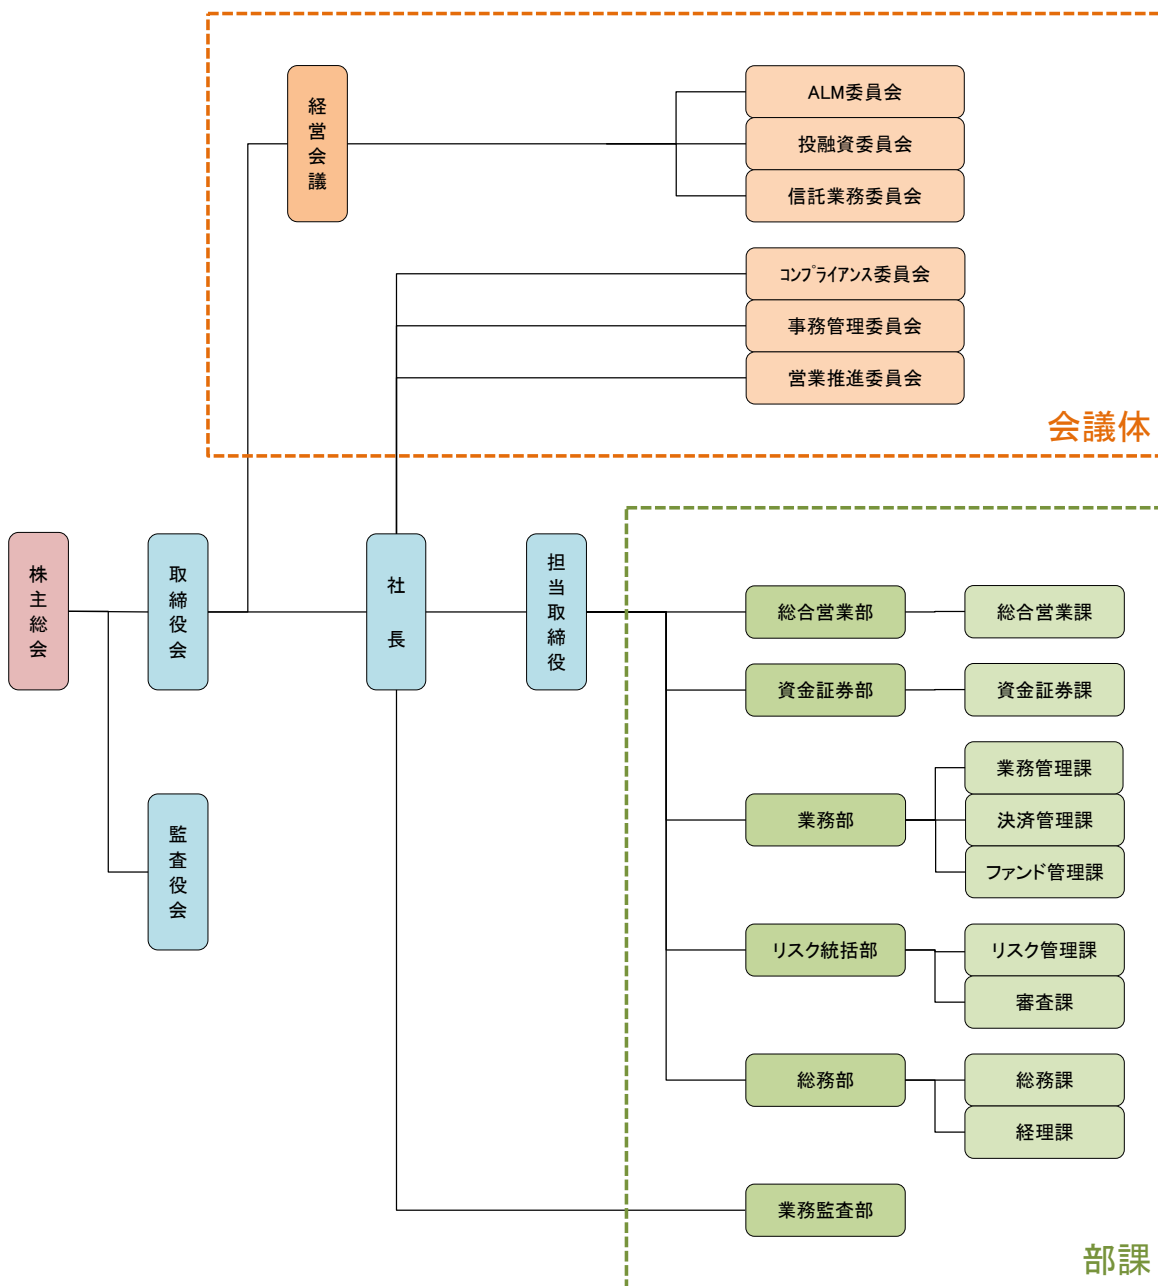 経営会議
ALM委員会
投融資委員会
信託業務委員会
コンプライアンス委員会
事務管理委員会
営業推進委員会
会議体
株主総会
取締役会
社長
担当取締役
監査役会
総合営業部
総合営業課
資金証券部
資金証券課
業務部
業務管理課
決済管理課
ファンド管理課
リスク統括部
リスク管理課
審査課
総務部
総務課
経理課
業務監査部
部課